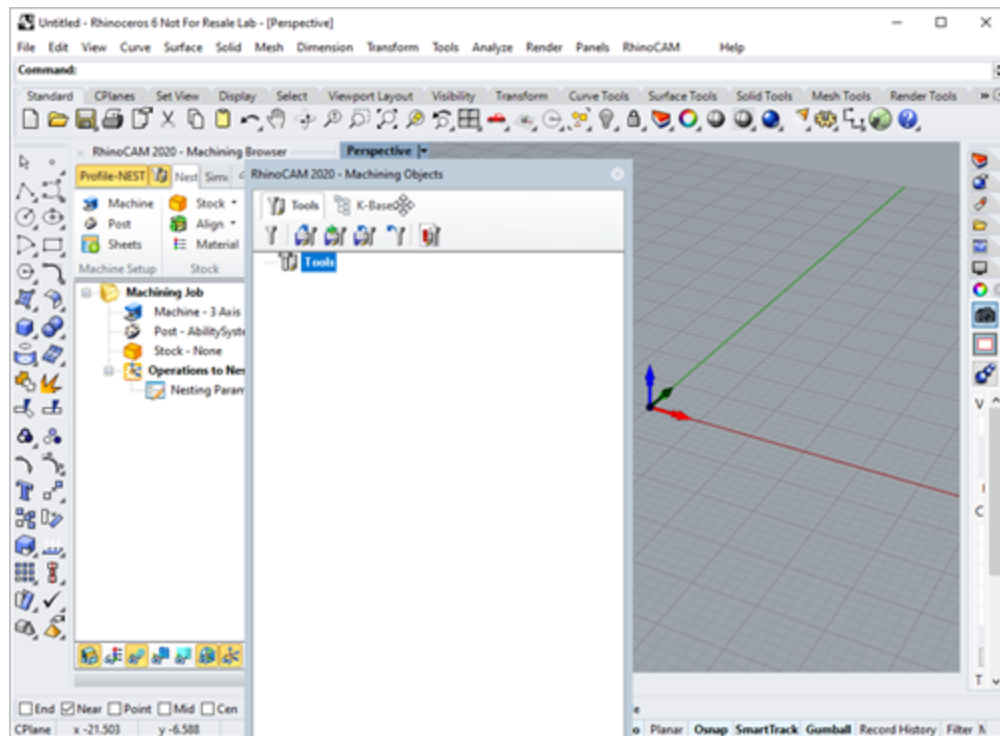 Untitled - Rhinoceros 6 Not For Resale Lab - [Perspective]
File Edit View Curve Surface Solid Mesh Dimension Transform Tools Analyze Render Panels RhinoCAM Help
Command:
Standard CPlanes Set View Display Select Viewport Layout Visibility Transform Curve Tools Surface Tools Solid Tools Mesh Tools Render Tools »
RhinoCAM 2020 - Machining Browser
Perspective
Profile-NEST Nest Simu
RhinoCAM 2020 - Machining Objects
Machine Stock
Tools K-Base
Post Align
Sheets Material
Machine Setup Stock
Tools
Machining Job
Machine - 3 Axis
Post - AbilitySyste
Stock - None
Operations to Nes
Nesting Param
V
C
T
End Near Point Mid Cen
CPlane x -21.503 y -6.588
o Planar Osnap SmartTrack Gumball Record History Filter